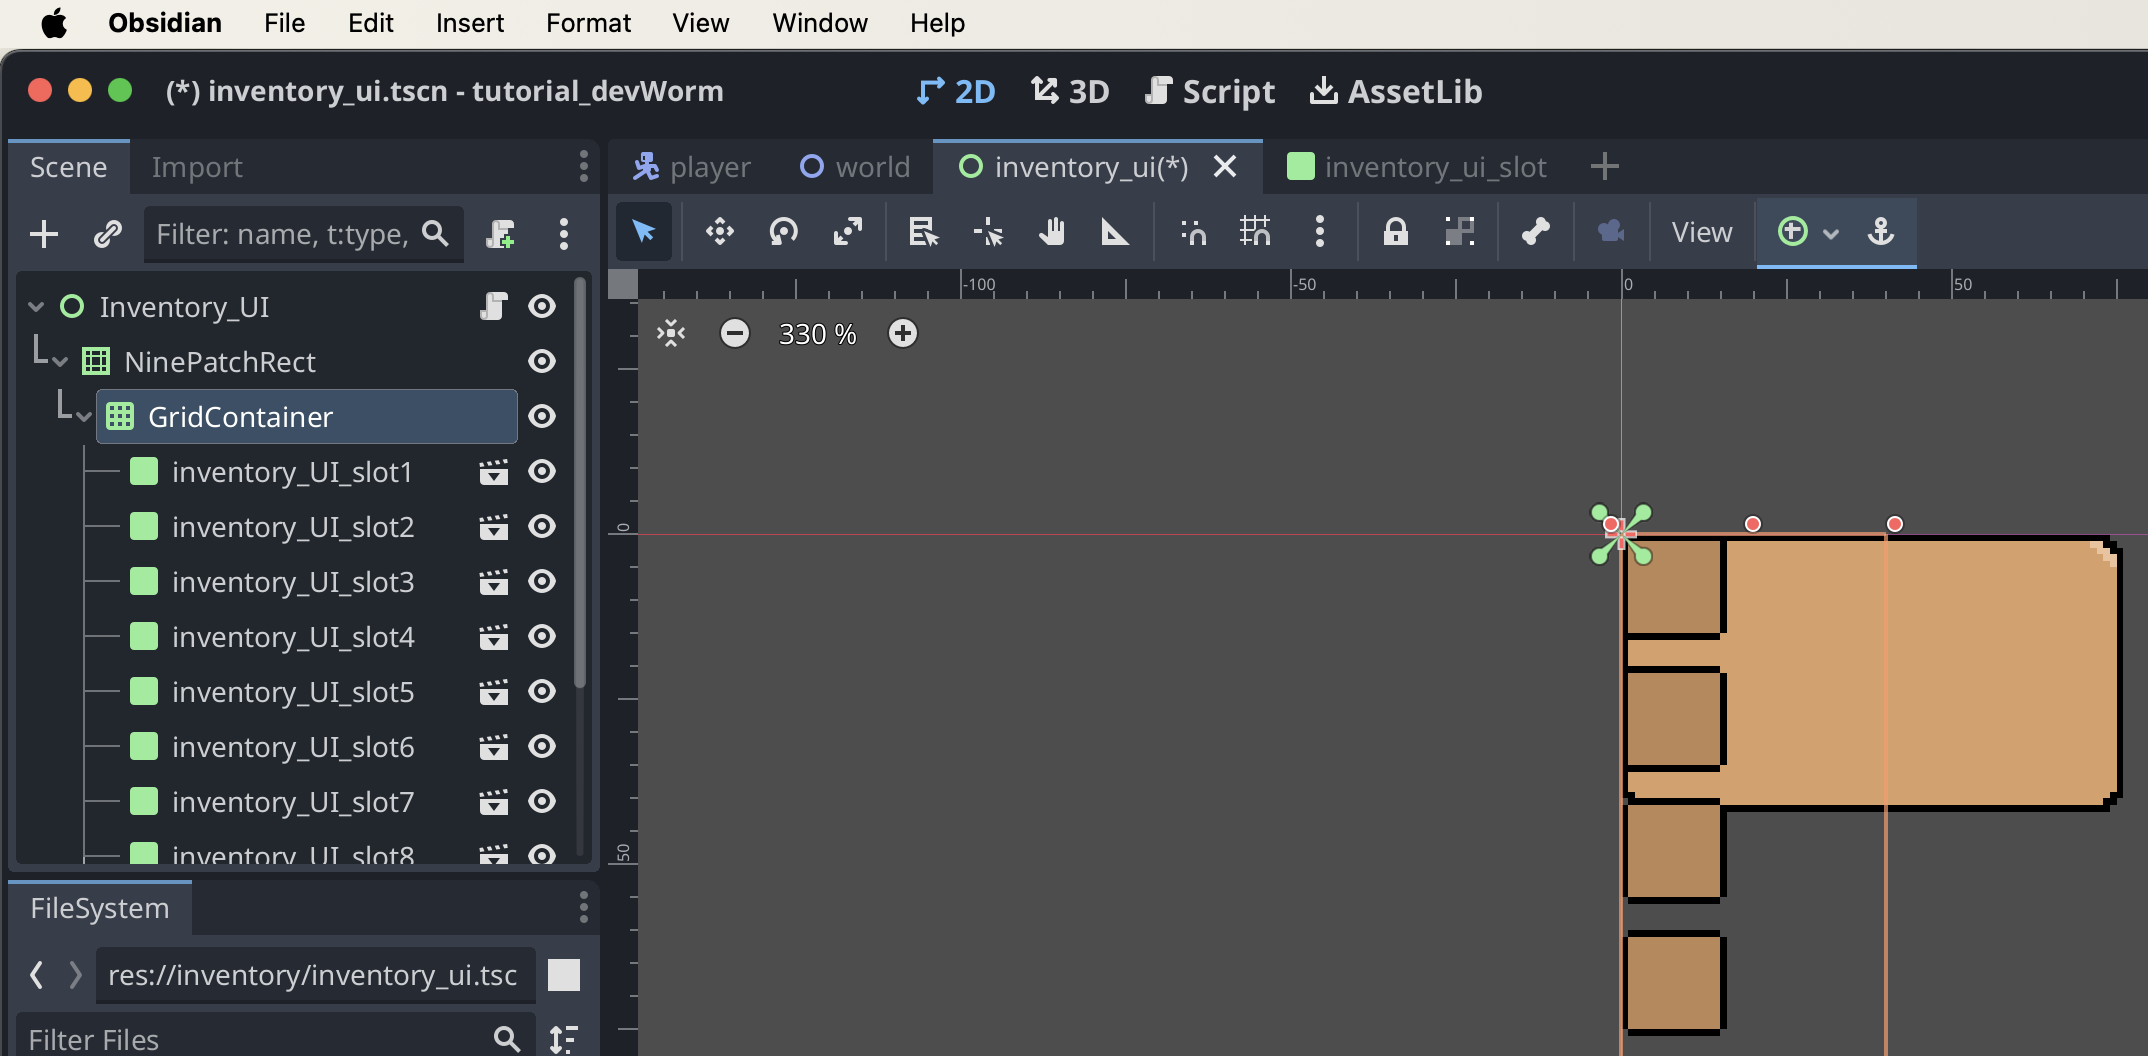 Obsidian File Edit Insert Format View Window Help
(*) inventory_ui.tscn - tutorial_devWorm
2D 3D Script AssetLib
Scene Import
player world inventory_ui(*) inventory_ui_slot
Filter: name, t:type,
View
-100 -50 0 50
330 %
Inventory_UI
NinePatchRect
GridContainer
inventory_UI_slot1
inventory_UI_slot2
inventory_UI_slot3
inventory_UI_slot4
inventory_UI_slot5
inventory_UI_slot6
inventory_UI_slot7
inventory_UI_slot8
0
50
FileSystem
res://inventory/inventory_ui.tsc
Filter Files